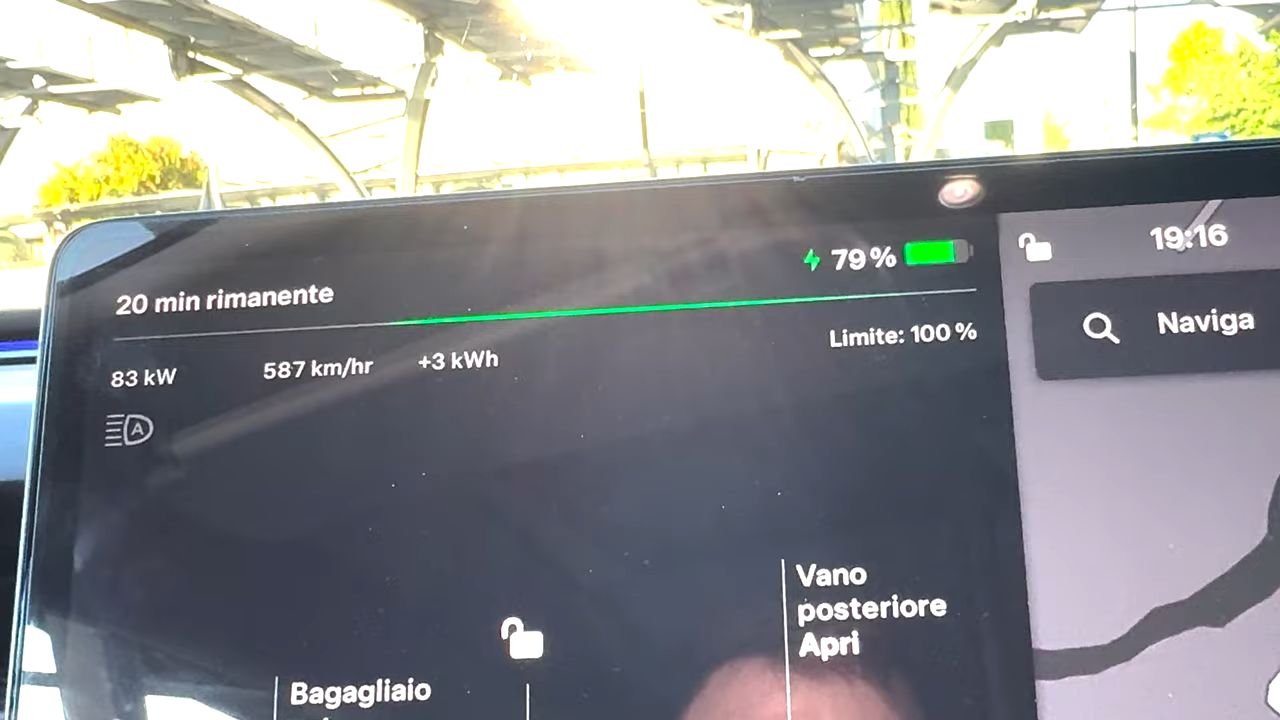 79%
19:16
20 min rimanente
Naviga
Limite: 100 %
83 kW 587 km/hr +3 kWh
A
Vano
posteriore
Apri
Bagagliaio